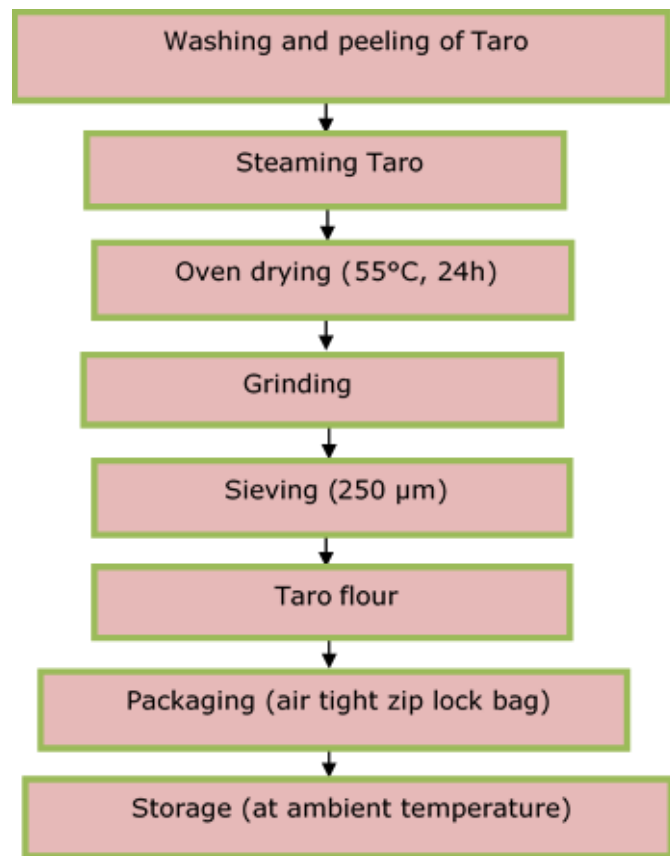 Washing and peeling of Taro
Steaming Taro
Oven drying (55°C, 24h)
Grinding
Sieving (250 µm)
Taro flour
Packaging (air tight zip lock bag)
Storage (at ambient temperature)